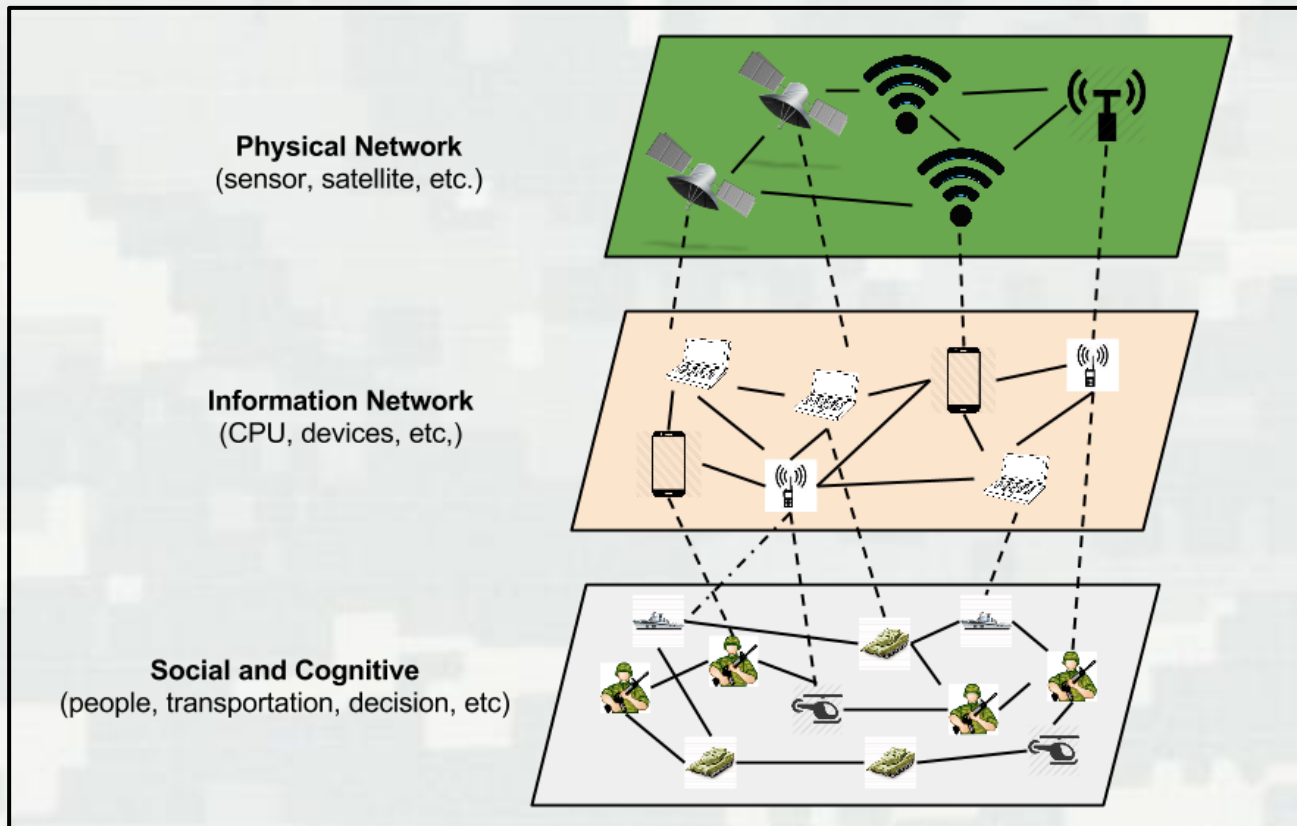 Physical Network
(sensor, satellite, etc.)
Information Network
(CPU, devices, etc,)
Social and Cognitive
(people, transportation, decision, etc)